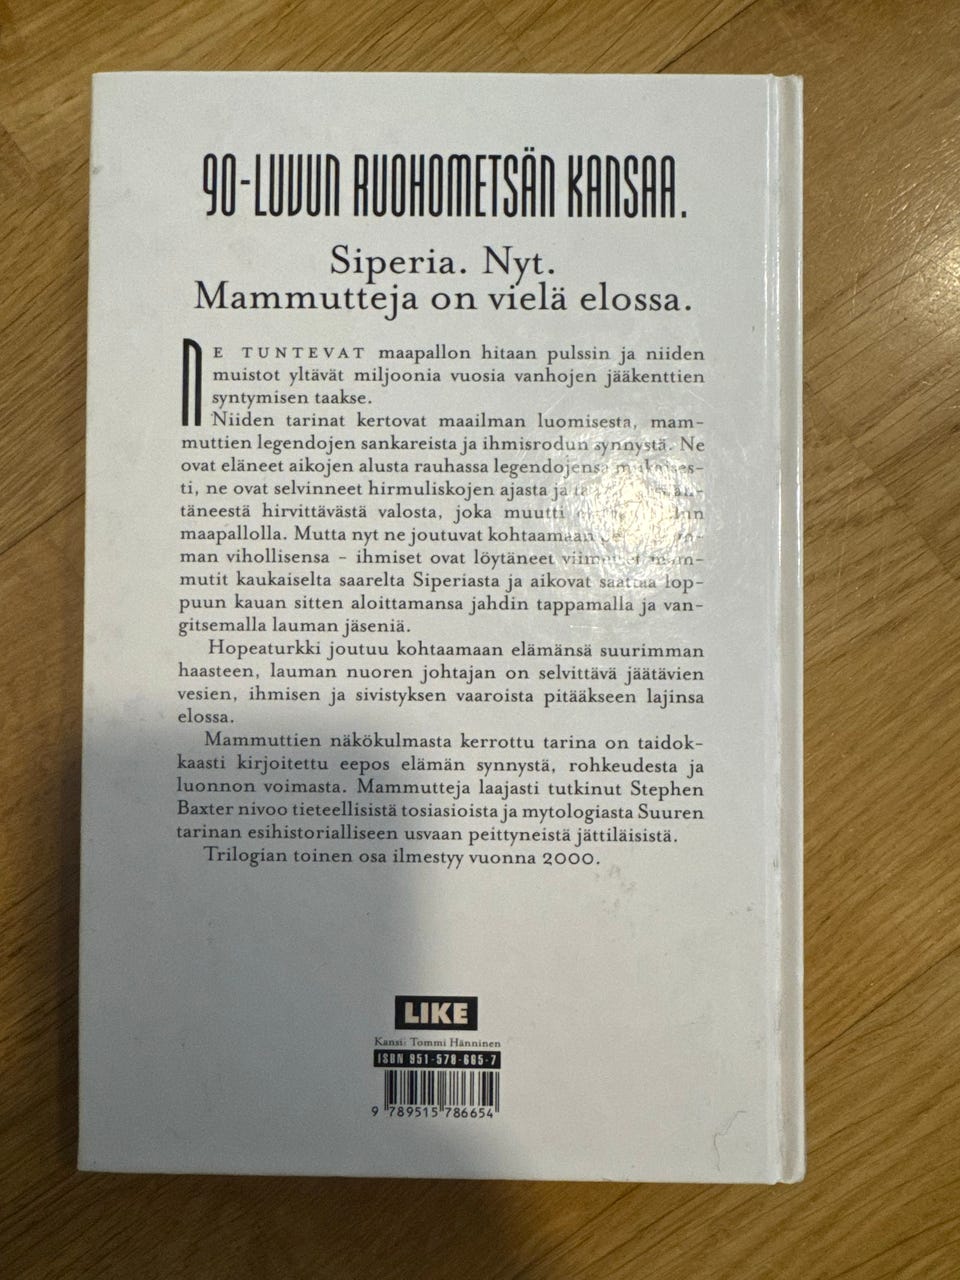 90-LUVUN RUOHOMETSÄN KANSAA.
Siperia. Nyt.
Mammutteja on vielä elossa.
NE TUNTEVAT maapallon hitaan pulssin ja niiden
muistot yltävät miljoonia vuosia vanhojen jääkenttien
syntymisen taakse.
Niiden tarinat kertovat maailman luomisesta, mam-
muttien legendojen sankareista ja ihmisrodun synnystä. Ne
ovat eläneet aikojen alusta rauhassa legendojensa mukaises-
ti, ne ovat selvinneet hirmuliskojen ajasta ja
täneestä hirvittävästä valosta, joka muutti
maapallolla. Mutta nyt ne joutuvat kohtaamaan
man vihollisensa – ihmiset ovat löytäneet viimeiset mam-
mutit kaukaiselta saarelta Siperiasta ja aikovat saattaa lop-
puun kauan sitten aloittamansa jahdin tappamalla ja van-
gitsemalla lauman jäseniä.
Hopeaturkki joutuu kohtaamaan elämänsä suurimman
haasteen, lauman nuoren johtajan on selvittävä jäätävien
vesien, ihmisen ja sivistyksen vaaroista pitääkseen lajinsa
elossa.
Mammuttien näkökulmasta kerrottu tarina on taidok-
kaasti kirjoitettu eepos elämän synnystä, rohkeudesta ja
luonnon voimasta. Mammutteja laajasti tutkinut Stephen
Baxter nivoo tieteellisistä tosiasioista ja mytologiasta Suuren
tarinan esihistorialliseen usvaan peittyneistä jättiläisistä.
Trilogian toinen osa ilmestyy vuonna 2000.
LIKE
Kansi: Tommi Hänninen
ISBN 951-578-665-7
9 789515 786654